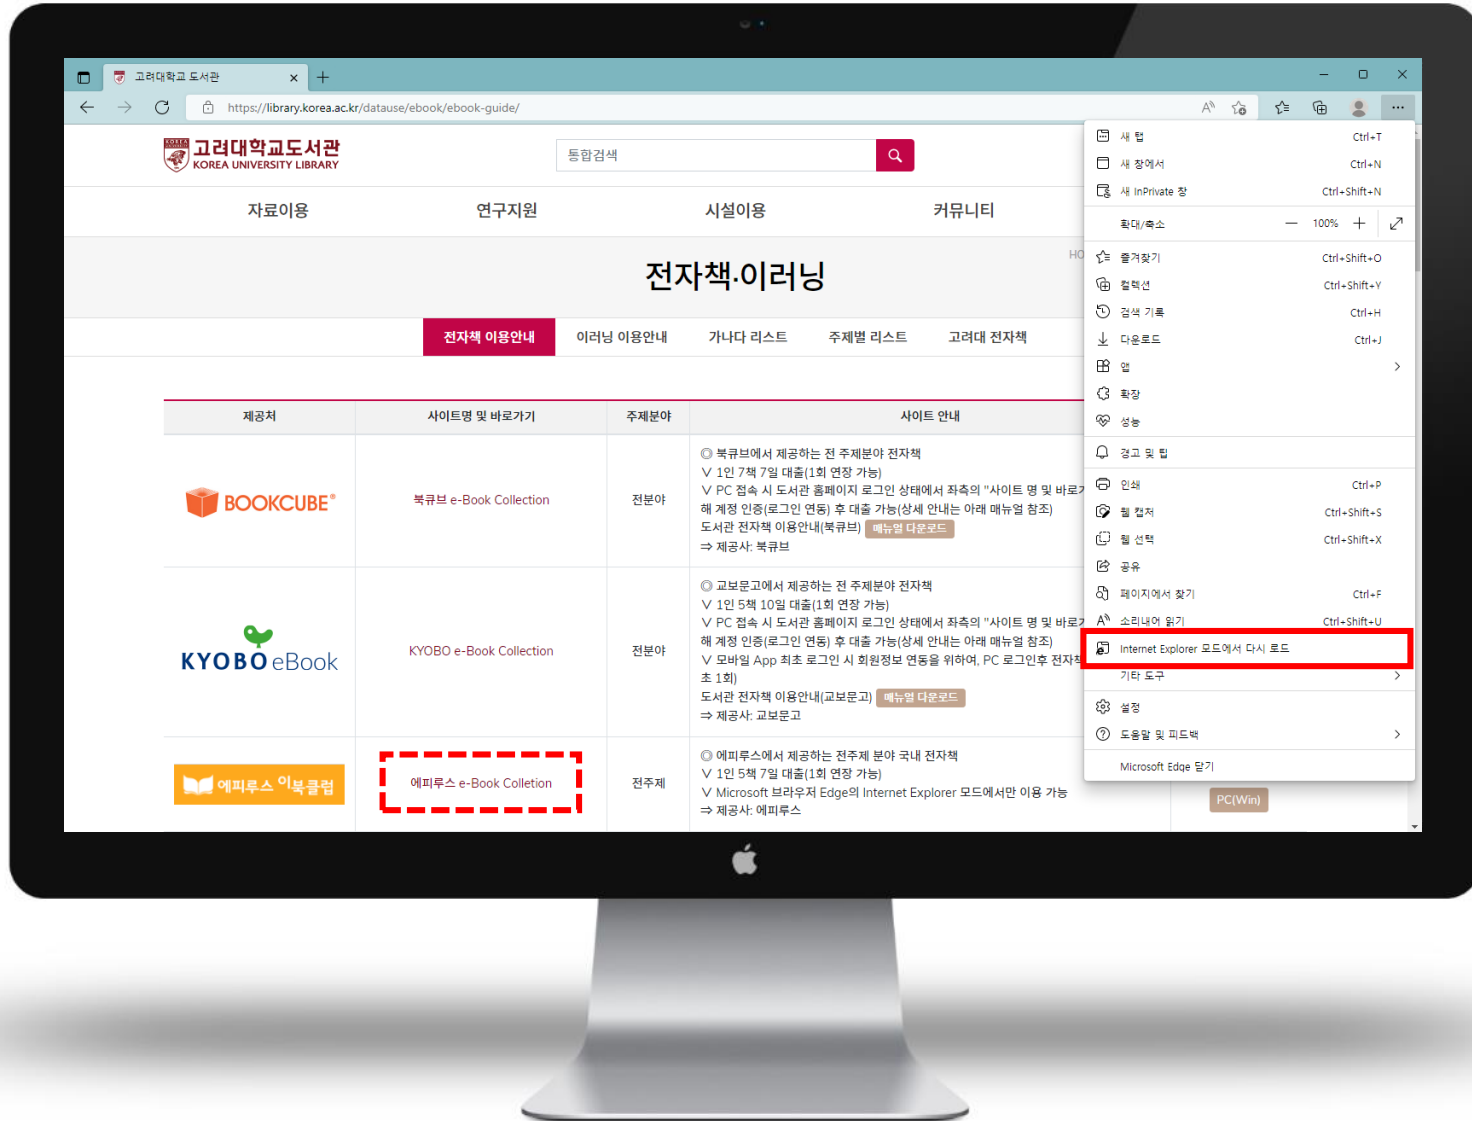 고려대학교 도서관
https://library.korea.ac.kr/datause/ebook/ebook-guide/
고려대학교도서관
KOREA UNIVERSITY LIBRARY
통합검색
자료이용 연구지원 시설이용 커뮤니티
HO
전자책·이러닝
전자책 이용안내 이러닝 이용안내 가나다 리스트 주제별 리스트 고려대 전자책
제공처 사이트명 및 바로가기 주제분야 사이트 안내
BOOKCUBE®
북큐브 e-Book Collection
전분야
◎ 북큐브에서 제공하는 전 주제분야 전자책
∨ 1인 7책 7일 대출(1회 연장 가능)
∨ PC 접속 시 도서관 홈페이지 로그인 상태에서 좌측의 "사이트 명 및 바로가
해 계정 인증(로그인 연동) 후 대출 가능(상세 안내는 아래 매뉴얼 참조)
도서관 전자책 이용안내(북큐브) 매뉴얼 다운로드
⇒ 제공사: 북큐브
KYOBO eBook
KYOBO e-Book Collection
전분야
◎ 교보문고에서 제공하는 전 주제분야 전자책
∨ 1인 5책 10일 대출(1회 연장 가능)
∨ PC 접속 시 도서관 홈페이지 로그인 상태에서 좌측의 "사이트 명 및 바로가
해 계정 인증(로그인 연동) 후 대출 가능(상세 안내는 아래 매뉴얼 참조)
∨ 모바일 App 최초 로그인 시 회원정보 연동을 위하여, PC 로그인후 전자책
초 1회)
도서관 전자책 이용안내(교보문고) 매뉴얼 다운로드
⇒ 제공사: 교보문고
에피루스 이북클럽
에피루스 e-Book Colletion
전주제
◎ 에피루스에서 제공하는 전주제 분야 국내 전자책
∨ 1인 5책 7일 대출(1회 연장 가능)
∨ Microsoft 브라우저 Edge의 Internet Explorer 모드에서만 이용 가능
⇒ 제공사: 에피루스
PC(Win)
새 탭 Ctrl+T
새 창에서 Ctrl+N
새 InPrivate 창 Ctrl+Shift+N
확대/축소 — 100% +
즐겨찾기 Ctrl+Shift+O
컬렉션 Ctrl+Shift+Y
검색 기록 Ctrl+H
다운로드 Ctrl+J
앱
확장
성능
경고 및 팁
인쇄 Ctrl+P
웹 캡처 Ctrl+Shift+S
웹 선택 Ctrl+Shift+X
공유
페이지에서 찾기 Ctrl+F
소리내어 읽기 Ctrl+Shift+U
Internet Explorer 모드에서 다시 로드
기타 도구
설정
도움말 및 피드백
Microsoft Edge 닫기